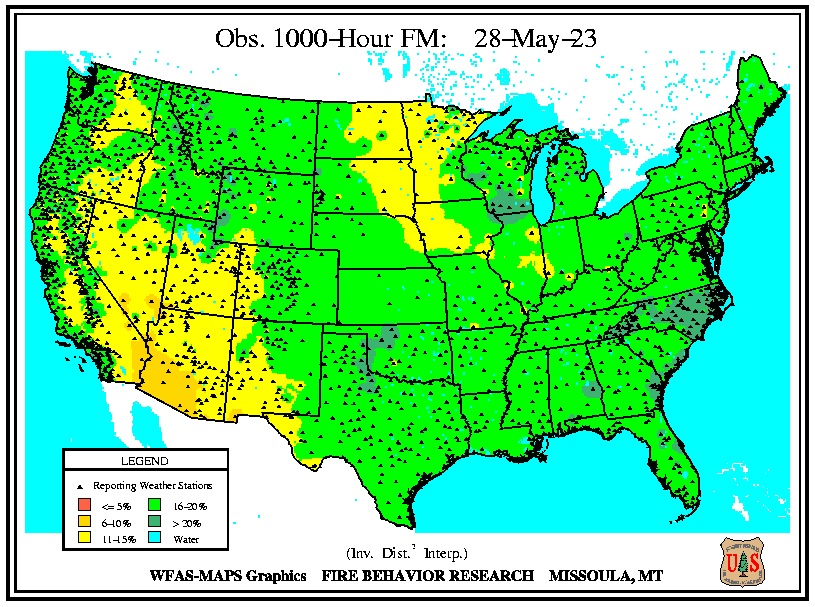 Obs. 1000-Hour FM: 28-May-23
LEGEND
Reporting Weather Stations
<= 5% 16-20%
6-10% > 20%
11-15% Water
(Inv. Dist.² Interp.)
WFAS-MAPS Graphics FIRE BEHAVIOR RESEARCH MISSOULA, MT
U S